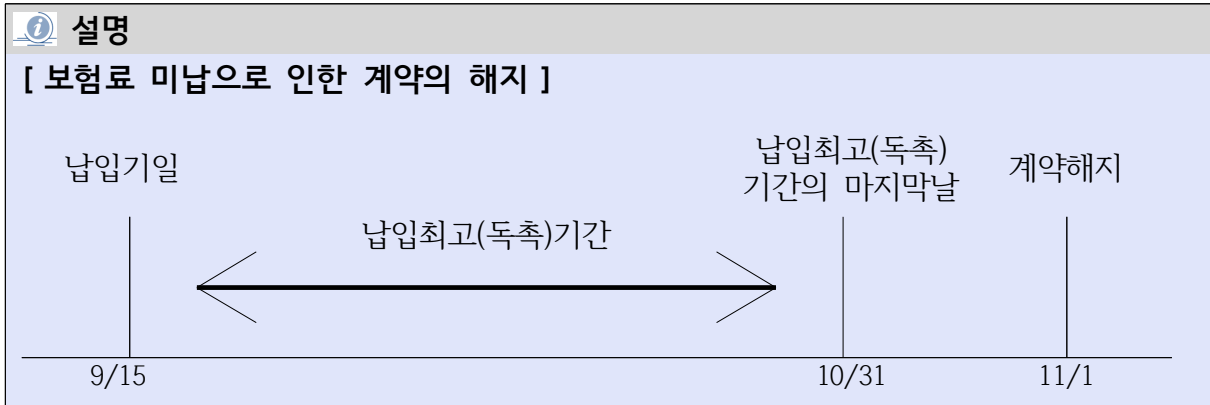 설명
[ 보험료 미납으로 인한 계약의 해지 ]
납입기일
납입최고(독촉)
기간의 마지막날
계약해지
납입최고(독촉)기간
9/15
10/31
11/1